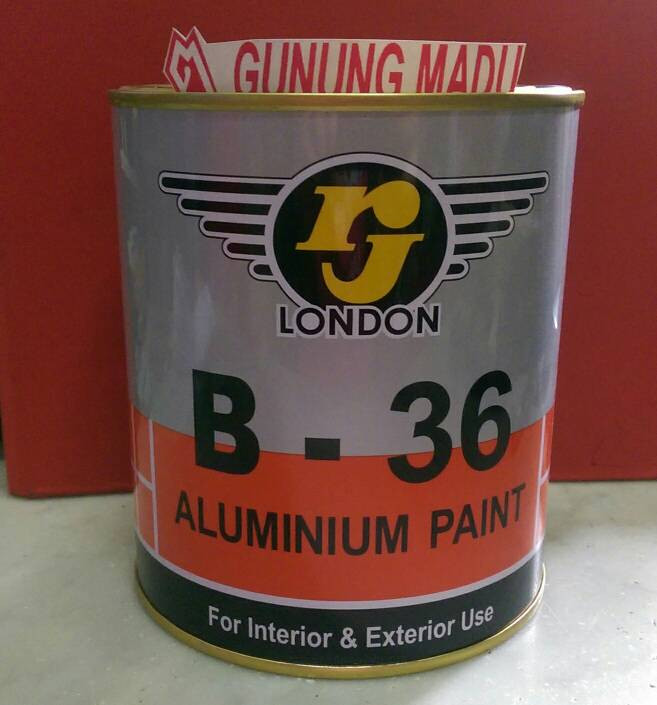 GUNUNG MADU
rj
LONDON
B - 36
ALUMINIUM PAINT
For Interior & Exterior Use